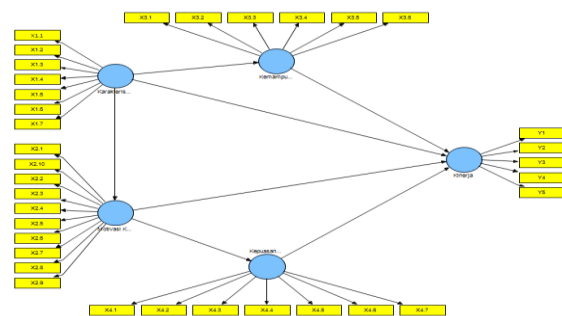 X3.1 X3.2 X3.3 X3.4 X3.5 X3.6
X1.1
X1.2
X1.3
X1.4
X1.5
X1.6
X1.7
Karakteris...
Kemampu...
X2.1
X2.10
X2.2
X2.3
X2.4
X2.5
X2.6
X2.7
X2.8
X2.9
Motivasi K...
Kinerja
Y1
Y2
Y3
Y4
Y5
Kepuasan...
X4.1 X4.2 X4.3 X4.4 X4.5 X4.6 X4.7